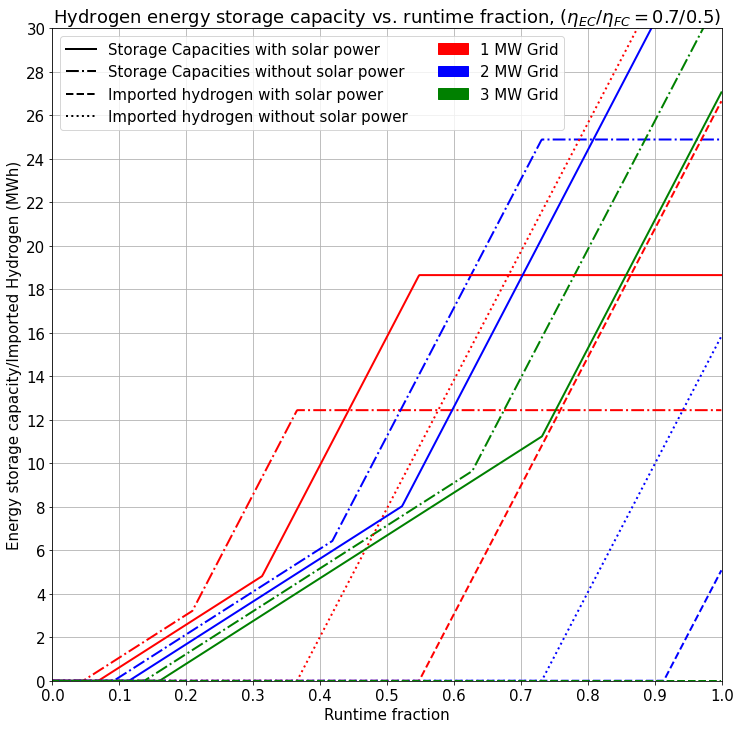 Hydrogen energy storage capacity vs. runtime fraction, (η_EC/η_FC = 0.7/0.5)
Storage Capacities with solar power
Storage Capacities without solar power
Imported hydrogen with solar power
Imported hydrogen without solar power
1 MW Grid
2 MW Grid
3 MW Grid
Energy storage capacity/Imported Hydrogen (MWh)
30
28
26
24
22
20
18
16
14
12
10
8
6
4
2
0
0.0 0.1 0.2 0.3 0.4 0.5 0.6 0.7 0.8 0.9 1.0
Runtime fraction